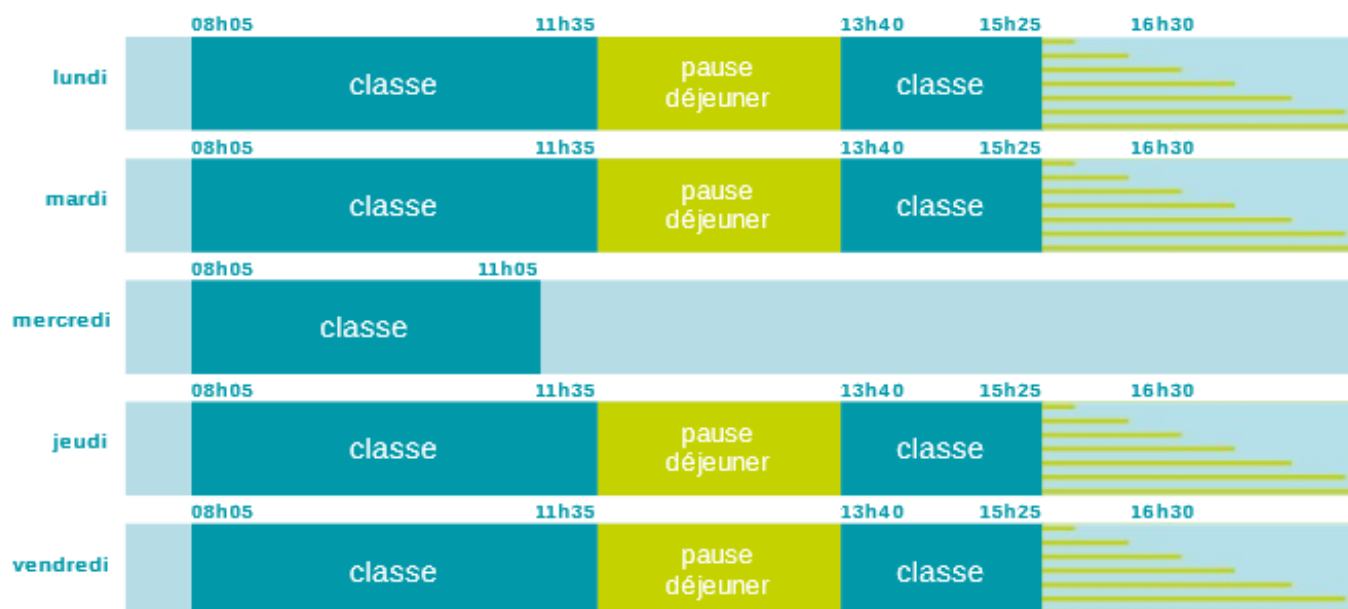 08h05 11h35 13h40 15h25 16h30
lundi classe pause déjeuner classe
08h05 11h35 13h40 15h25 16h30
mardi classe pause déjeuner classe
08h05 11h05
mercredi classe
08h05 11h35 13h40 15h25 16h30
jeudi classe pause déjeuner classe
08h05 11h35 13h40 15h25 16h30
vendredi classe pause déjeuner classe